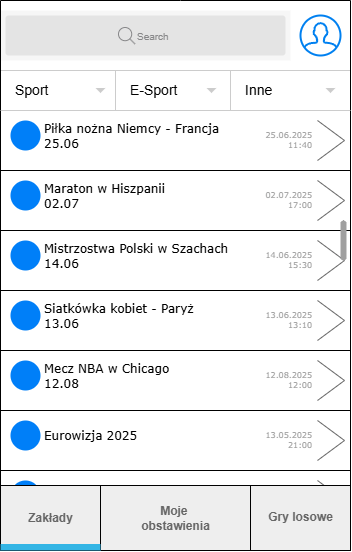 Search
Sport E-Sport Inne
Piłka nożna Niemcy - Francja
25.06
25.06.2025
11:40
Maraton w Hiszpanii
02.07
02.07.2025
17:00
Mistrzostwa Polski w Szachach
14.06
14.06.2025
15:30
Siatkówka kobiet - Paryż
13.06
13.06.2025
13:10
Mecz NBA w Chicago
12.08
12.08.2025
12:00
Eurowizja 2025
13.05.2025
21:00
Zakłady
Moje
obstawienia
Gry losowe